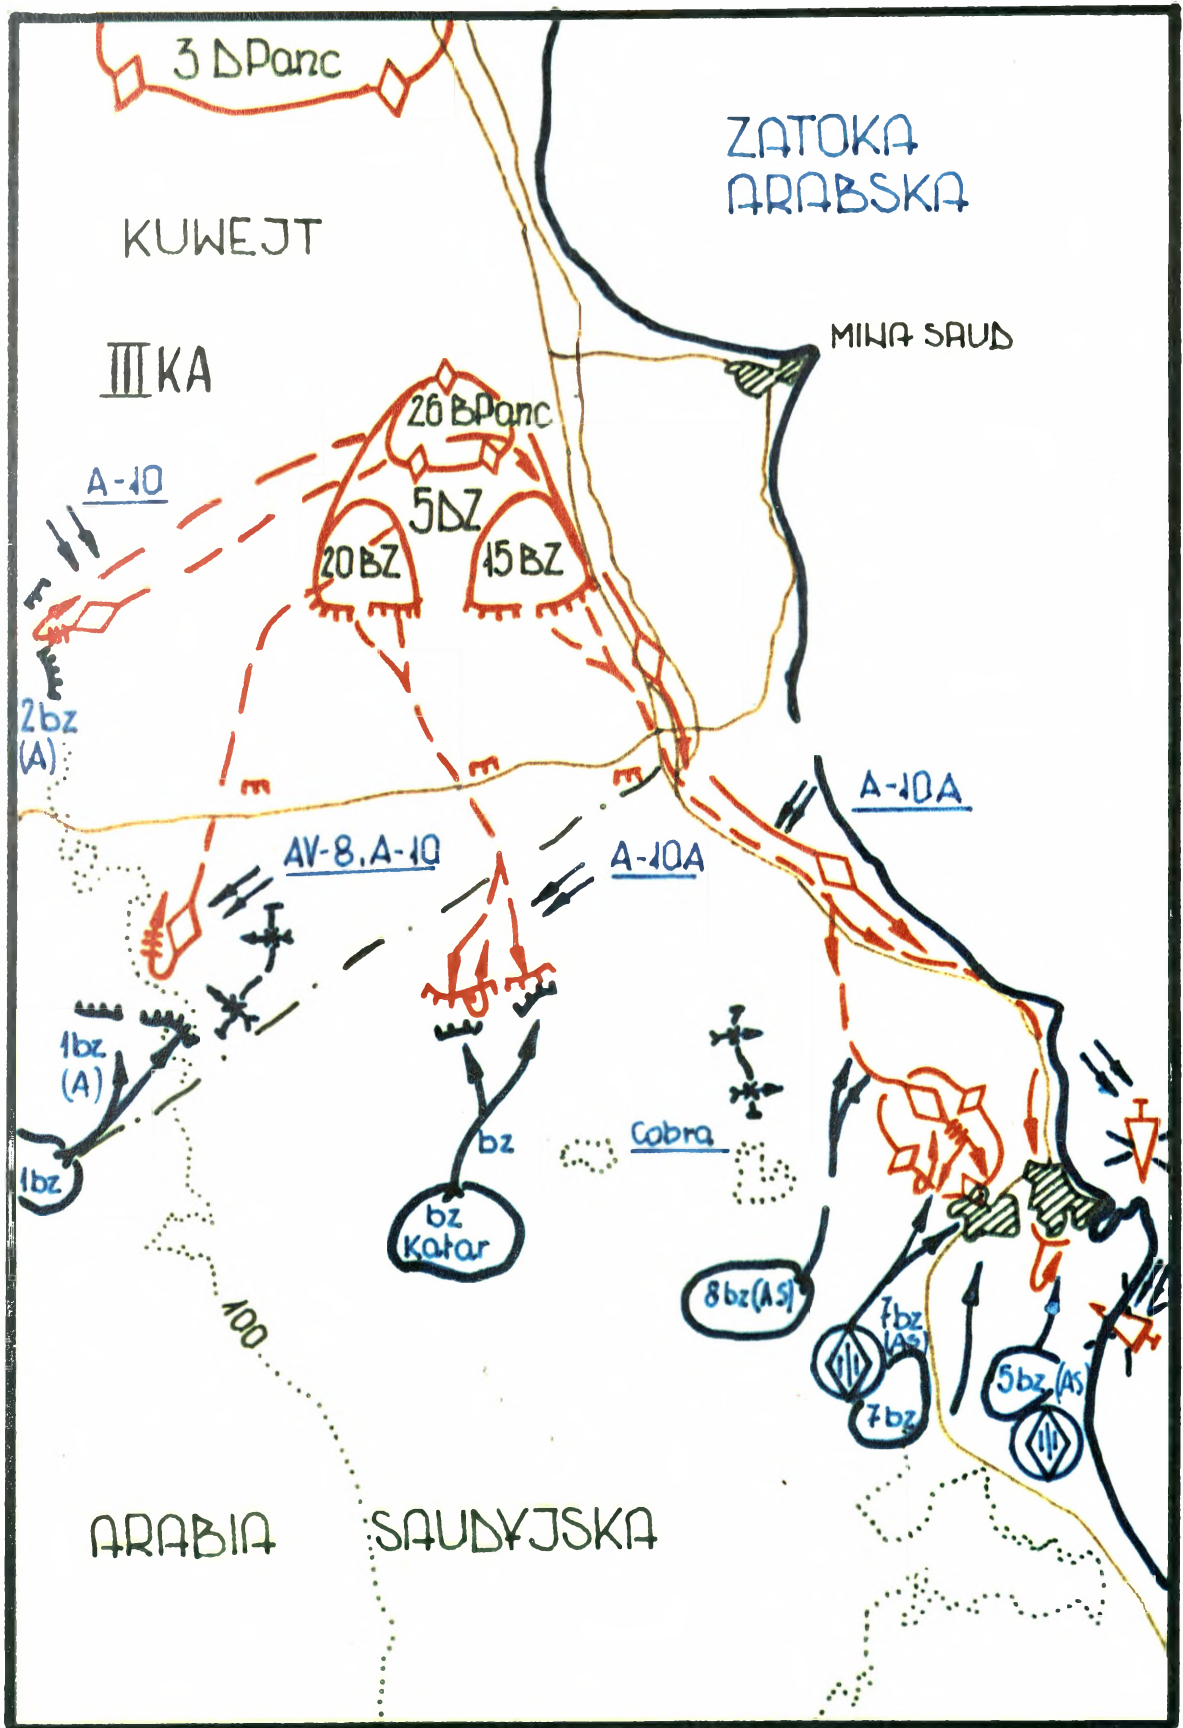 3 DPanc
ZATOKA
ARABSKA
KUWEJT
MINA SAUD
III KA
26 BPanc
A-10
5DZ
20 BZ
15 BZ
2bz
(A)
A-10A
AV-8, A-10
A-10A
1bz
(A)
Cobra
bz
1bz
bz
Katar
8bz(AS)
7bz
(AS)
5bz (AS)
7bz
100
ARABIA SAUDYJSKA